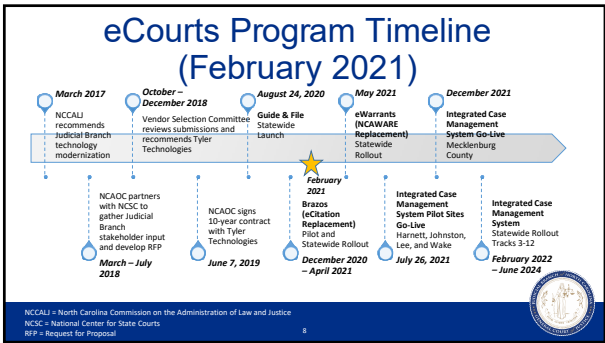 eCourts Program Timeline
(February 2021)
March 2017
NCCALJ
recommends
Judicial Branch
technology
modernization
October –
December 2018
Vendor Selection Committee
reviews submissions and
recommends Tyler
Technologies
August 24, 2020
Guide & File
Statewide
Launch
May 2021
eWarrants
(NCAWARE
Replacement)
Statewide
Rollout
December 2021
Integrated Case
Management
System Go-Live
Mecklenburg
County
NCAOC partners
with NCSC to
gather Judicial
Branch
stakeholder input
and develop RFP
March – July
2018
NCAOC signs
10-year contract
with Tyler
Technologies
June 7, 2019
February
2021
Brazos
(eCitation
Replacement)
Pilot and
Statewide Rollout
December 2020
– April 2021
Integrated Case
Management
System Pilot Sites
Go-Live
Harnett, Johnston,
Lee, and Wake
July 26, 2021
Integrated Case
Management
System
Statewide Rollout
Tracks 3-12
February 2022
– June 2024
NCCALJ = North Carolina Commission on the Administration of Law and Justice
NCSC = National Center for State Courts
RFP = Request for Proposal
8